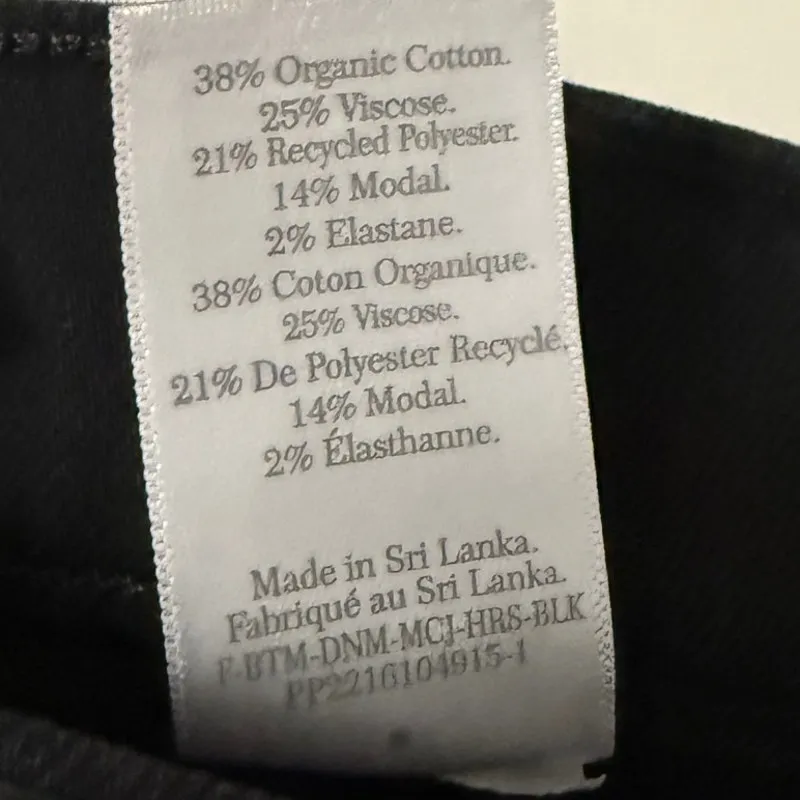 38% Organic Cotton.
25% Viscose.
21% Recycled Polyester.
14% Modal.
2% Elastane.
38% Coton Organique.
25% Viscose.
21% De Polyester Recyclé.
14% Modal.
2% Élasthanne.
Made in Sri Lanka.
Fabriqué au Sri Lanka.
F-BTM-DNM-MCJ-HRS-BLK
PP2216104915-1